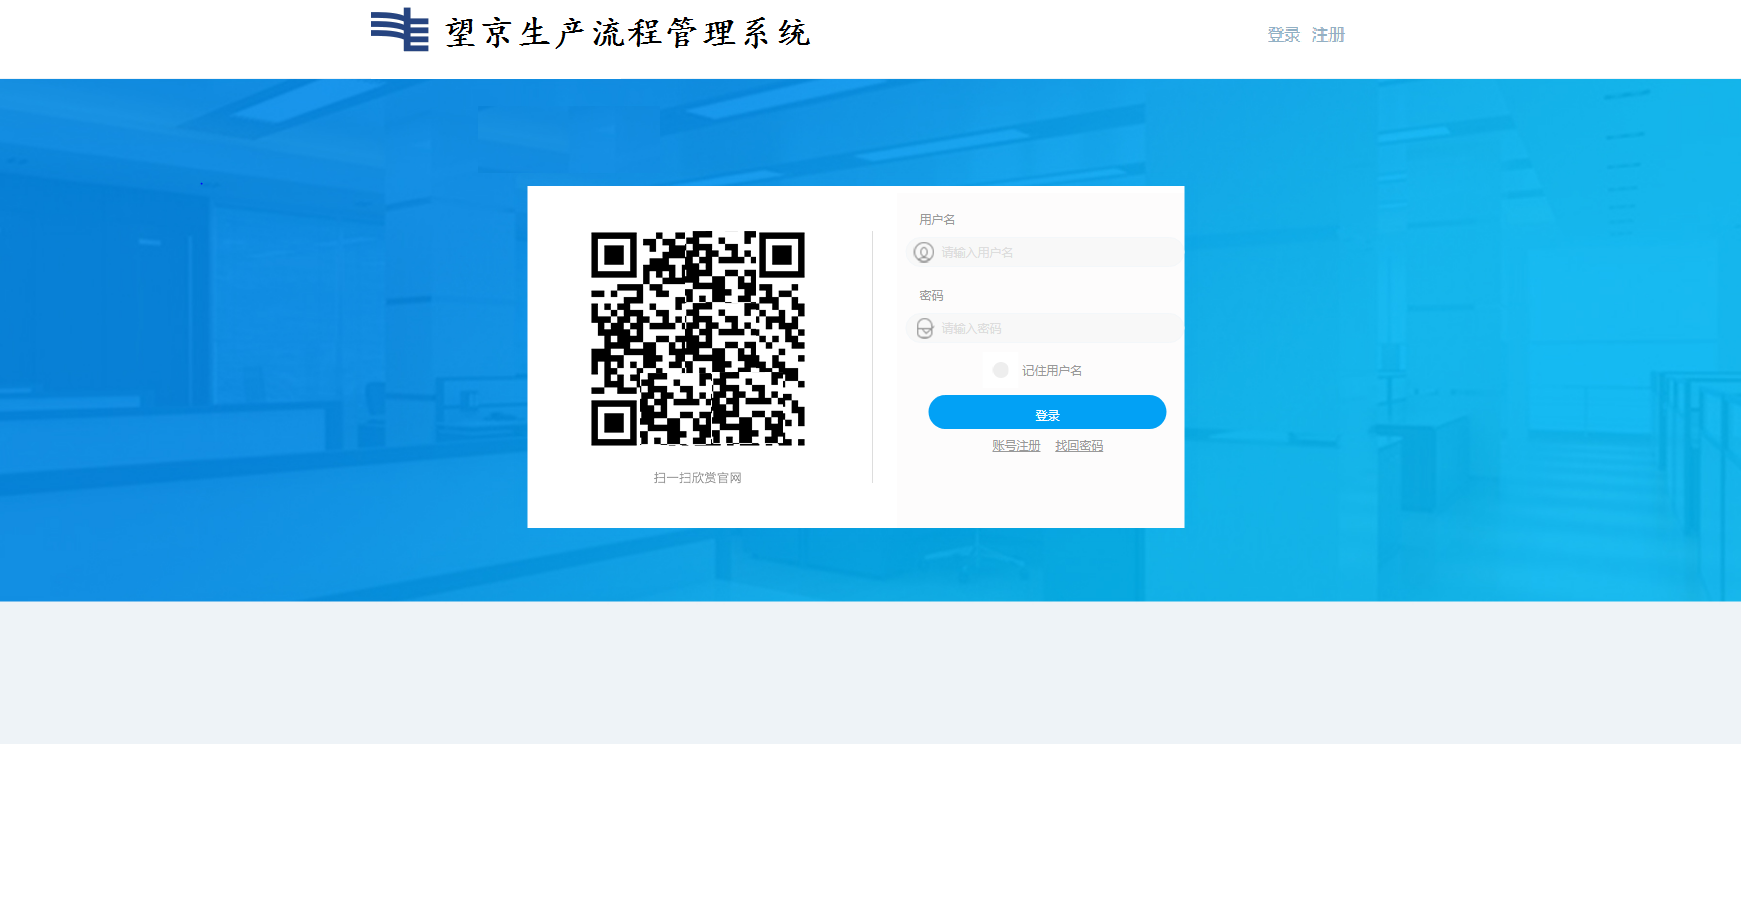 望京生产流程管理系统
登录 注册
用户名
请输入用户名
密码
请输入密码
记住用户名
登录
账号注册 找回密码
扫一扫欣赏官网